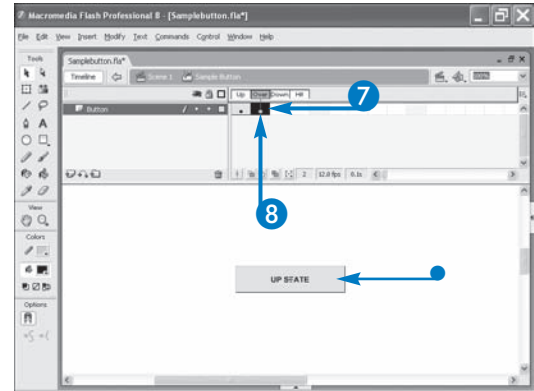 Macromedia Flash Professional 8 - [Samplebutton.fla*]
File Edit View Insert Modify Text Commands Control Window Help
Tools
Samplebutton.fla*
Timeline Scene 1 Sample Button
Up Over Down Hit
Button
7
2 12.0 fps 0.1s
8
View
Colors
UP STATE
Options